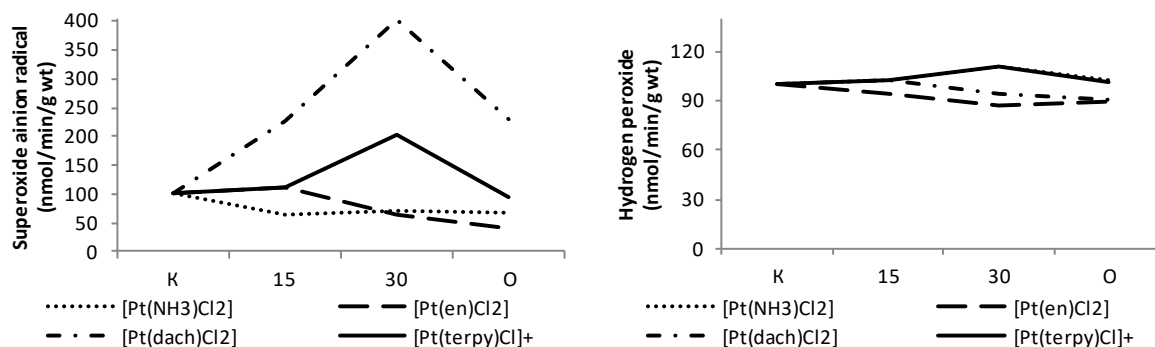 Superoxide ainion radical
(nmol/min/g wt)
400
350
300
250
200
150
100
50
0
K 15 30 O
[Pt(NH3)Cl2] [Pt(en)Cl2]
[Pt(dach)Cl2] [Pt(terpy)Cl]+
Hydrogen peroxide
(nmol/min/g wt)
120
90
60
30
0
K 15 30 O
[Pt(NH3)Cl2] [Pt(en)Cl2]
[Pt(dach)Cl2] [Pt(terpy)Cl]+